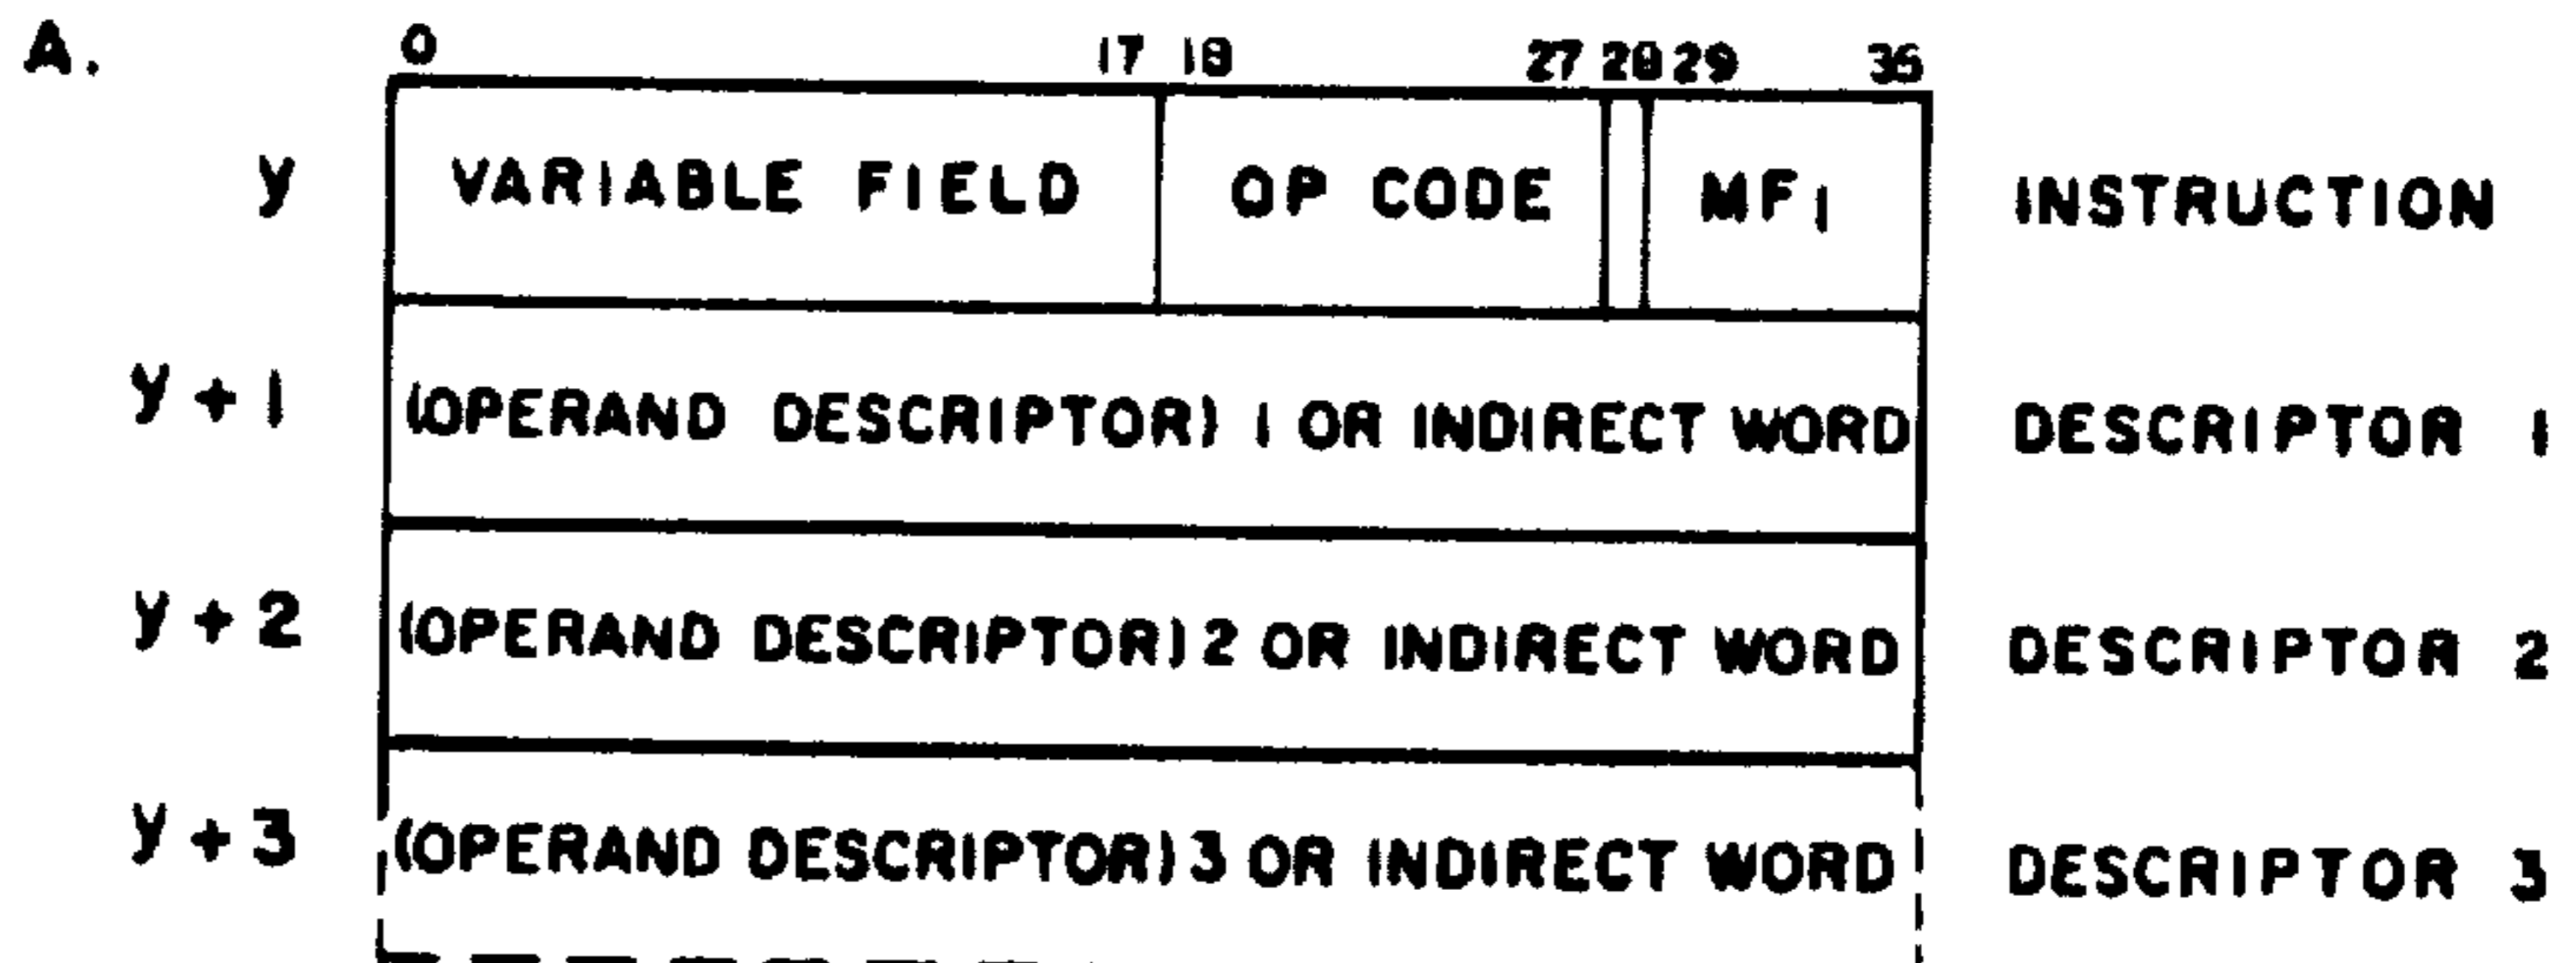 A. 0 17 18 27 28 29 35
y VARIABLE FIELD OP CODE MF1 INSTRUCTION
y + 1 (OPERAND DESCRIPTOR) 1 OR INDIRECT WORD DESCRIPTOR 1
y + 2 (OPERAND DESCRIPTOR) 2 OR INDIRECT WORD DESCRIPTOR 2
y + 3 (OPERAND DESCRIPTOR) 3 OR INDIRECT WORD DESCRIPTOR 3